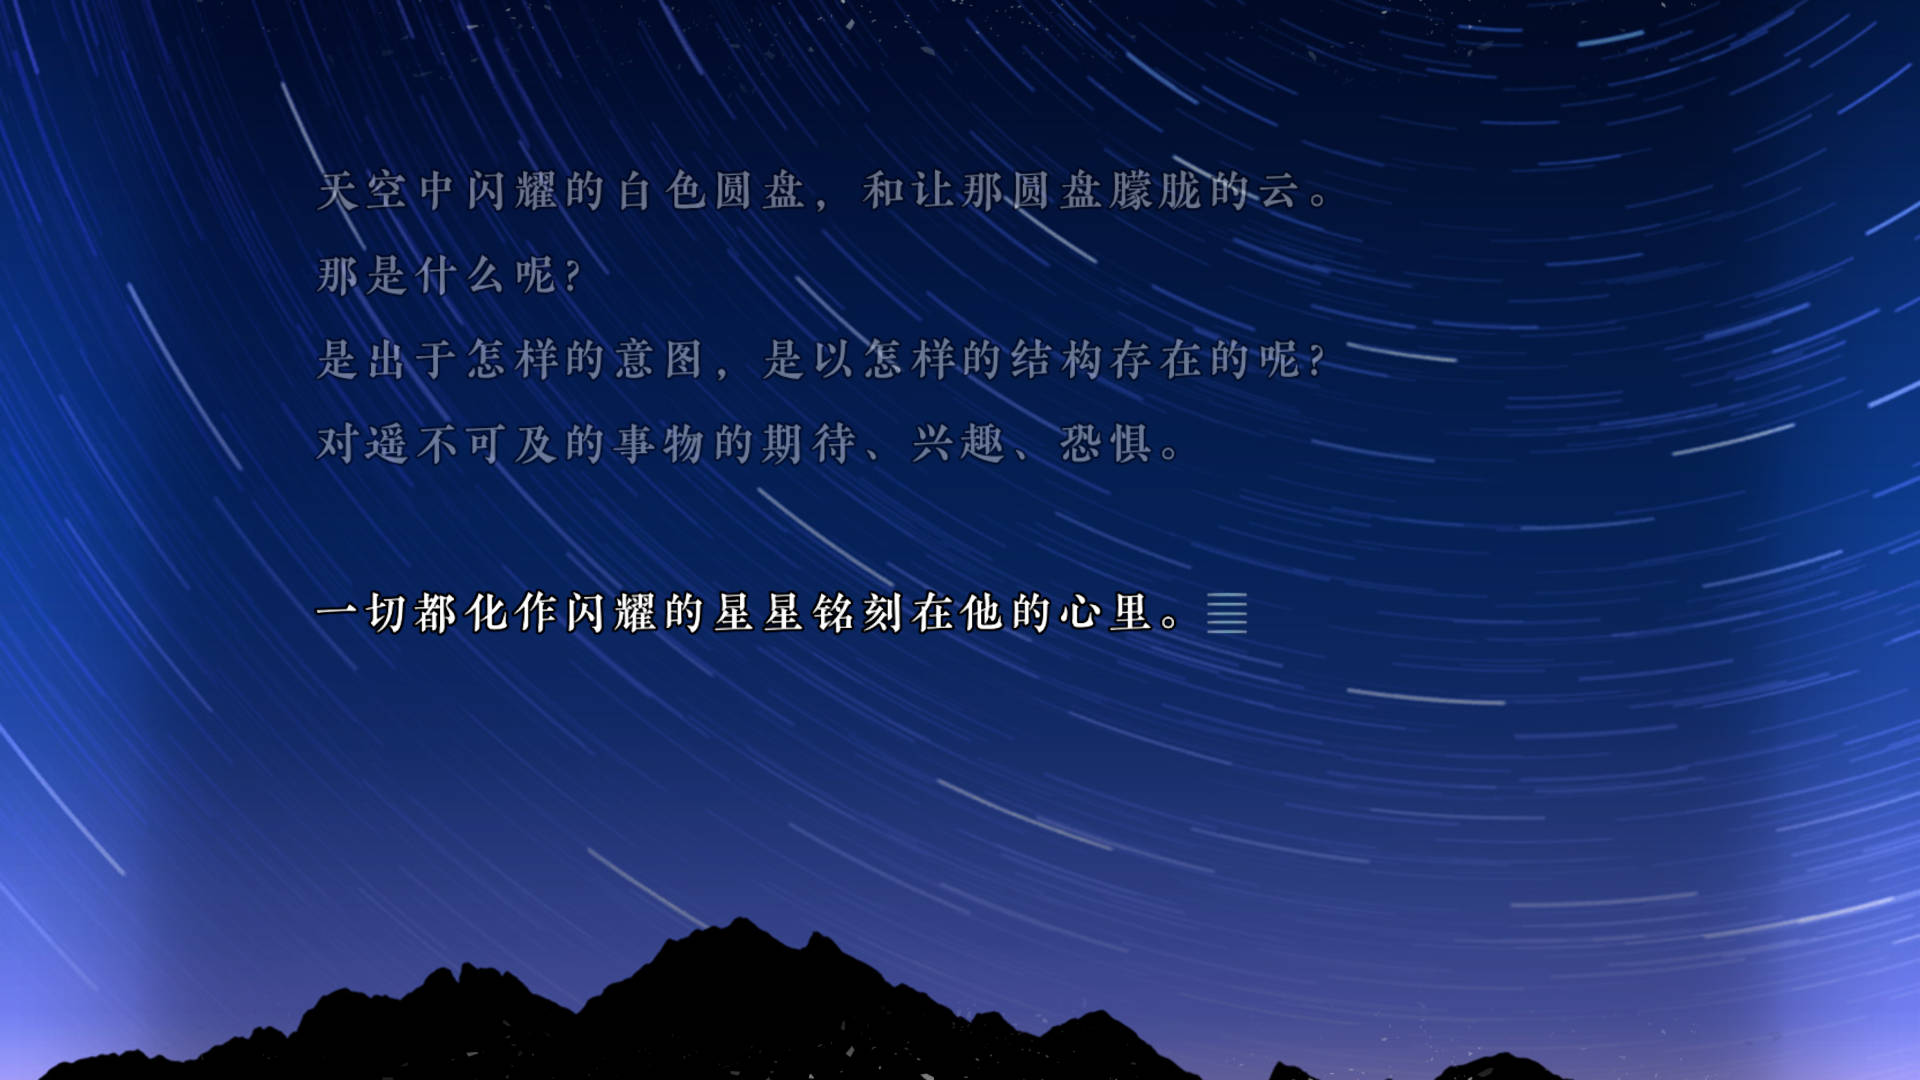 天空中闪耀的白色圆盘，和让那圆盘朦胧的云。
那是什么呢？
是出于怎样的意图，是以怎样的结构存在的呢？
对遥不可及的事物的期待、兴趣、恐惧。
一切都化作闪耀的星星铭刻在他的心里。